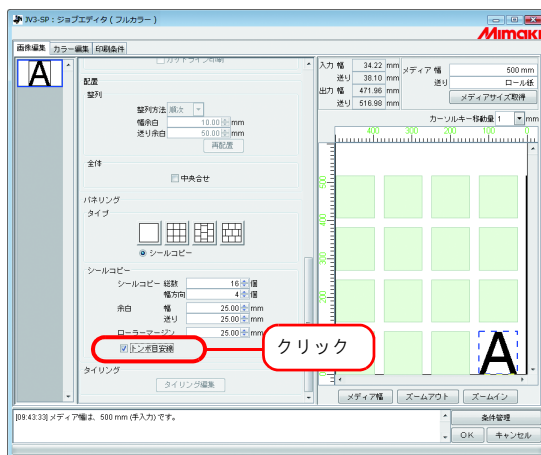 JV3-SP : ジョブエディタ ( フルカラー )
Mimaki
画像編集 カラー編集 印刷条件
A
カットライン印刷
配置
整列
整列方法 順次
幅余白 10.00 mm
送り余白 50.00 mm
再配置
全体
中央合せ
パネリング
タイプ
シールコピー
シールコピー
シールコピー 総数 16 個
幅方向 4 個
余白 幅 25.00 mm
送り 25.00 mm
ローラーマージン 25.00 mm
トンボ目安線
クリック
タイリング
タイリング編集
入力 幅 34.22 mm
送り 38.10 mm
出力 幅 471.96 mm
送り 516.98 mm
メディア 幅 500 mm
送り ロール紙
メディアサイズ取得
カーソルキー移動量 1 mm
400 300 200 100 0
A
メディア幅 ズームアウト ズームイン
[09:43:33] メディア幅は、500 mm (手入力) です。
条件管理
OK キャンセル